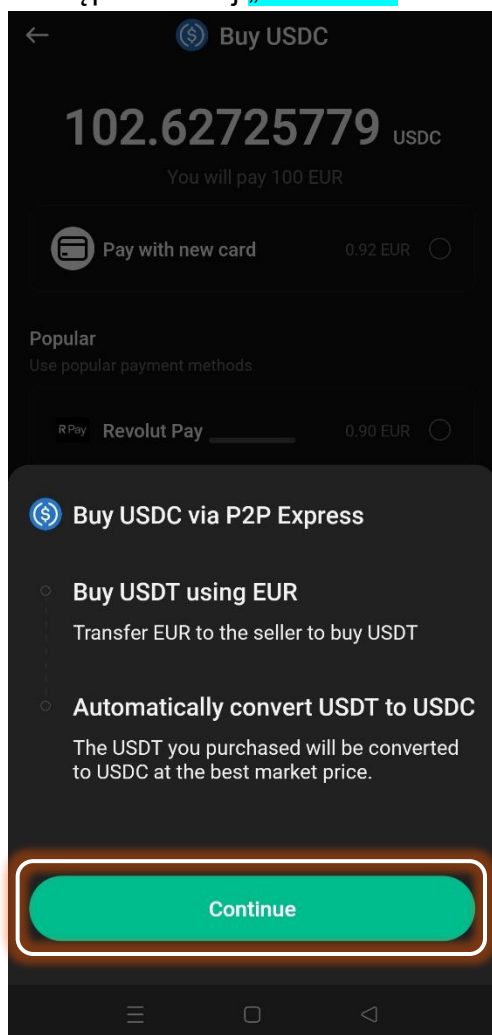 Buy USDC
102.62725779 USDC
You will pay 100 EUR
Pay with new card 0.92 EUR
Popular
Use popular payment methods
RPay Revolut Pay 0.90 EUR
Buy USDC via P2P Express
Buy USDT using EUR
Transfer EUR to the seller to buy USDT
Automatically convert USDT to USDC
The USDT you purchased will be converted
to USDC at the best market price.
Continue